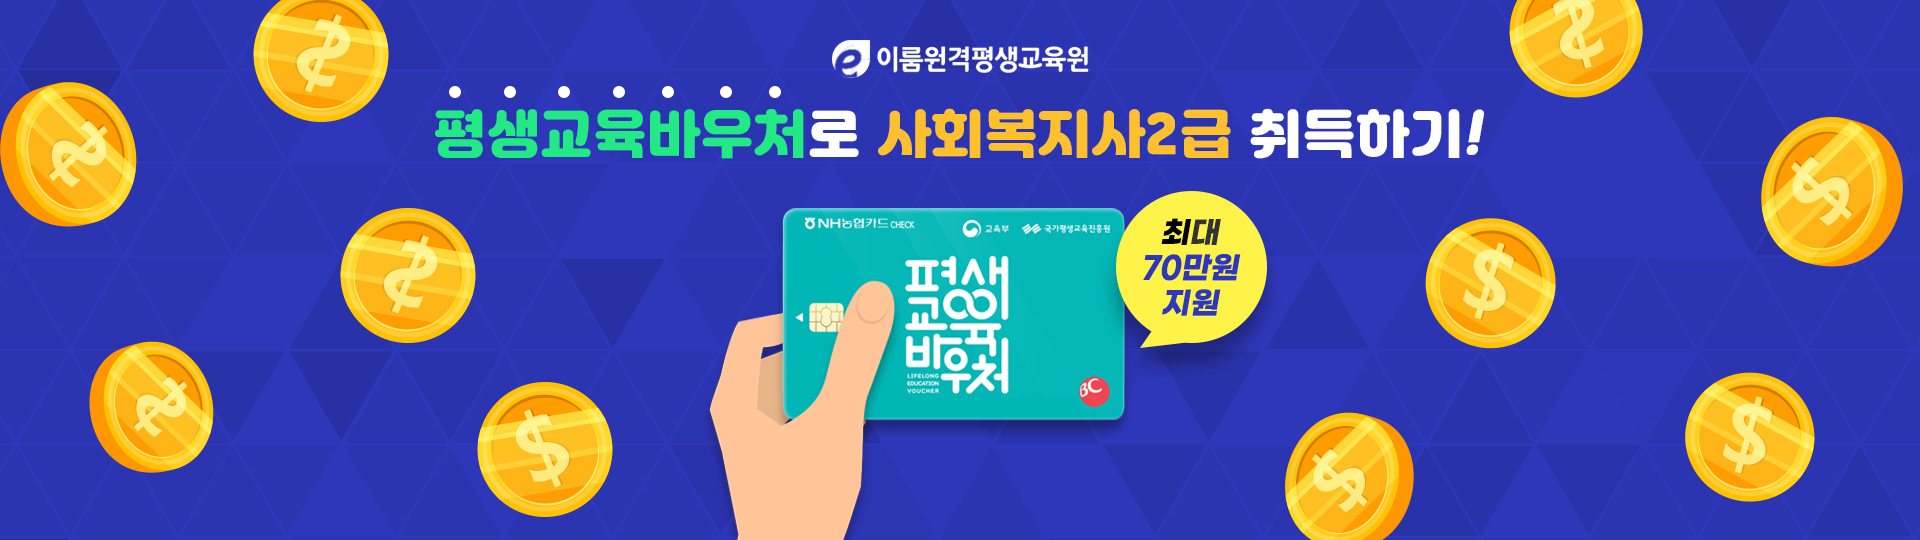 이룸원격평생교육원
평생교육바우처로 사회복지사2급 취득하기!
NH농협카드 CHECK
교육부
국가평생교육진흥원
평생
교육
바우처
LIFELONG
EDUCATION
VOUCHER
BC
최대
70만원
지원